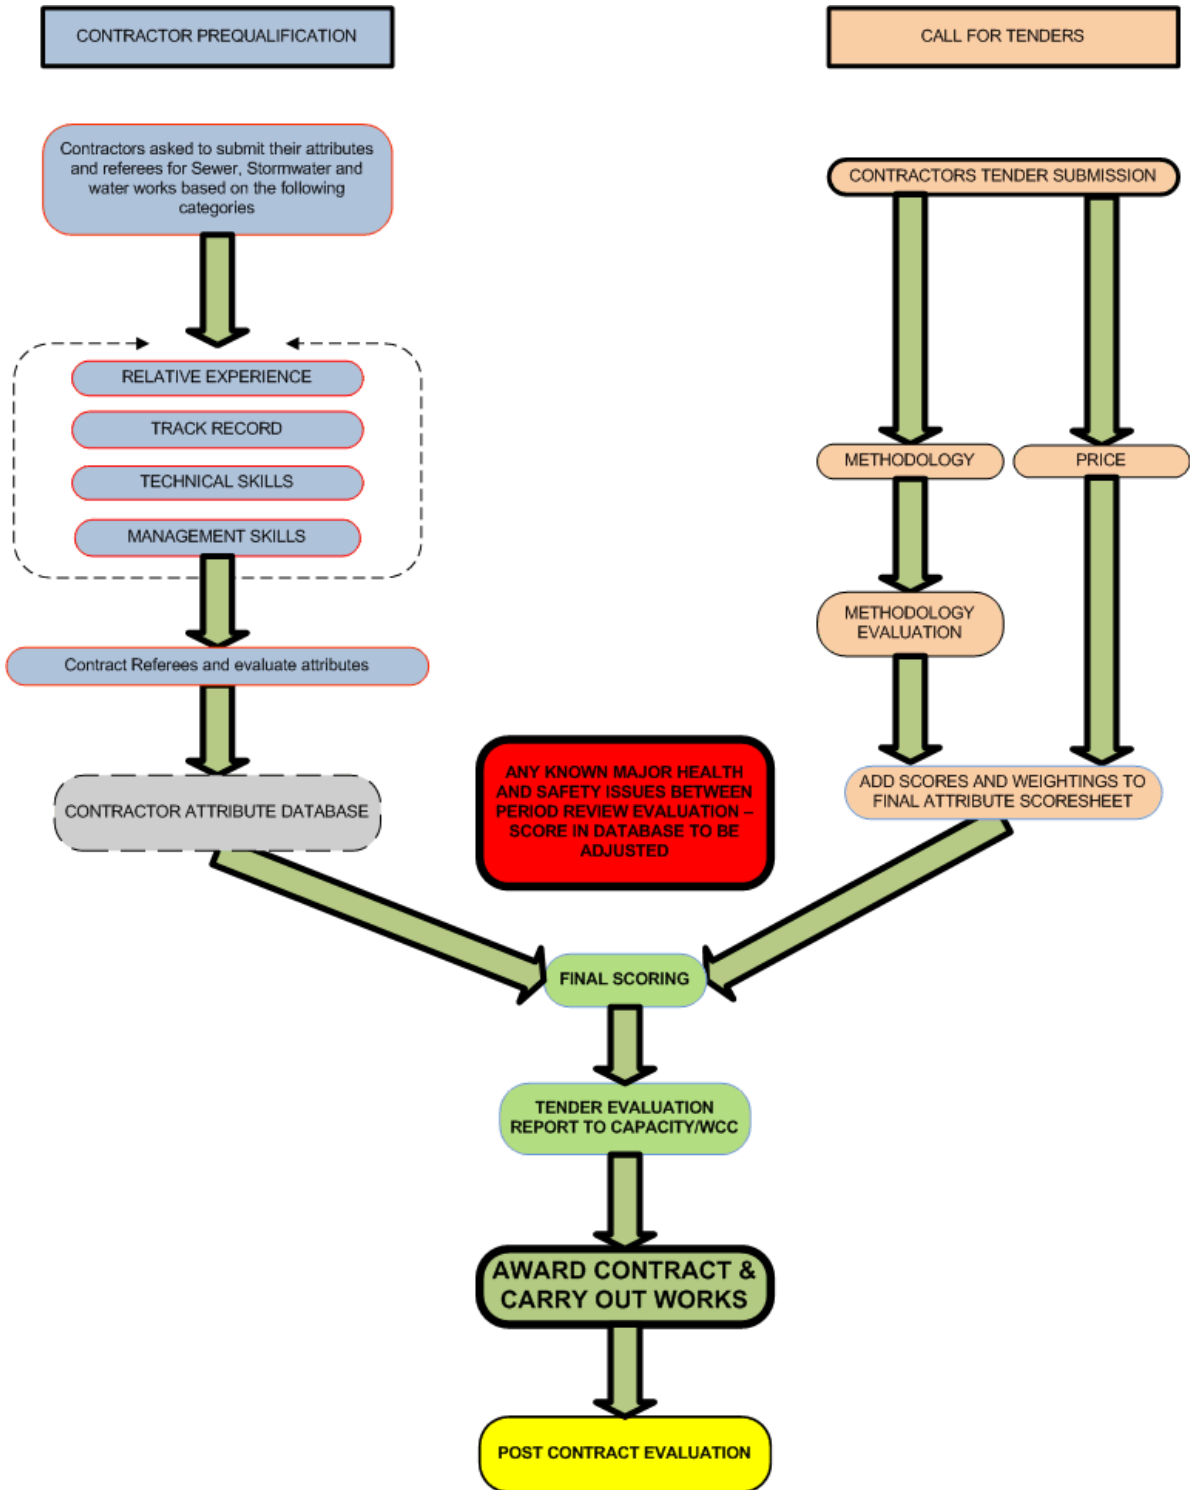 CONTRACTOR PREQUALIFICATION
CALL FOR TENDERS
Contractors asked to submit their attributes
and referees for Sewer, Stormwater and
water works based on the following
categories
CONTRACTORS TENDER SUBMISSION
RELATIVE EXPERIENCE
TRACK RECORD
TECHNICAL SKILLS
MANAGEMENT SKILLS
METHODOLOGY
PRICE
METHODOLOGY
EVALUATION
Contract Referees and evaluate attributes
CONTRACTOR ATTRIBUTE DATABASE
ANY KNOWN MAJOR HEALTH
AND SAFETY ISSUES BETWEEN
PERIOD REVIEW EVALUATION –
SCORE IN DATABASE TO BE
ADJUSTED
ADD SCORES AND WEIGHTINGS TO
FINAL ATTRIBUTE SCORESHEET
FINAL SCORING
TENDER EVALUATION
REPORT TO CAPACITY/WCC
AWARD CONTRACT &
CARRY OUT WORKS
POST CONTRACT EVALUATION